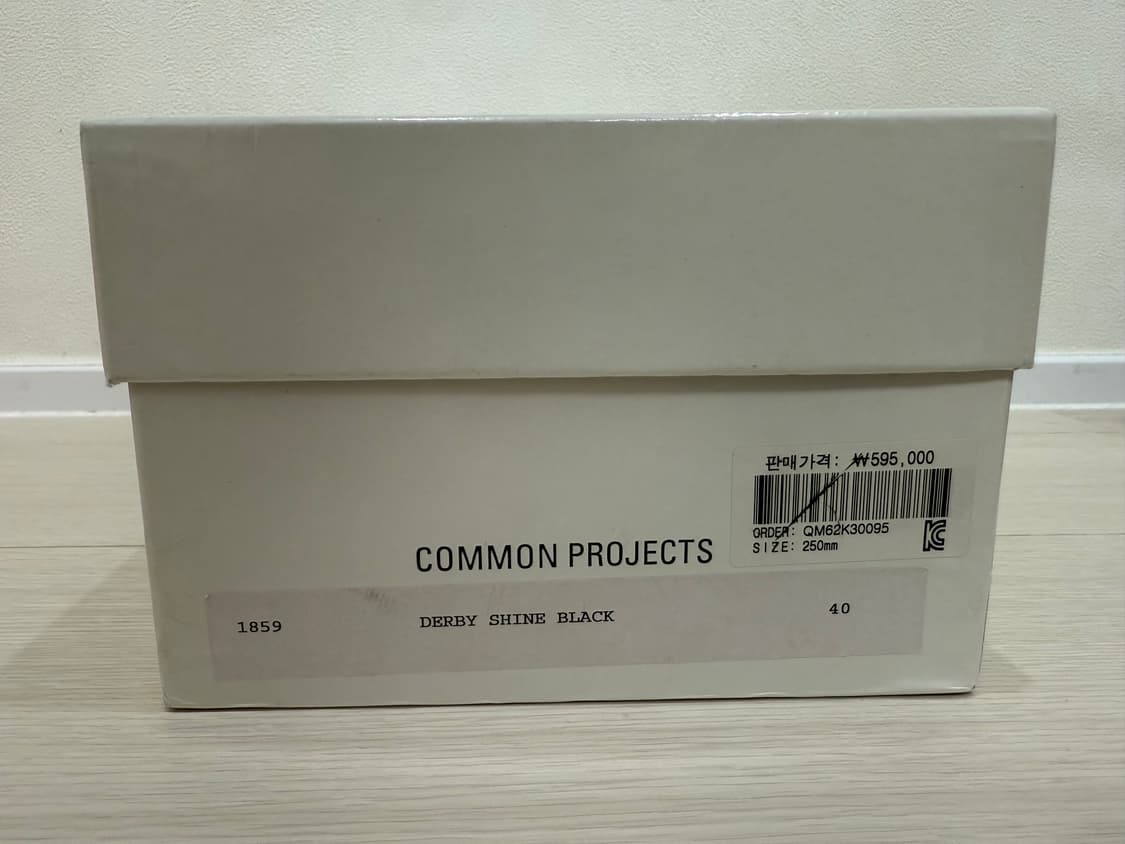 판매가격: ₩595,000
ORDER: QM62K30095
SIZE: 250mm
COMMON PROJECTS
1859 DERBY SHINE BLACK 40